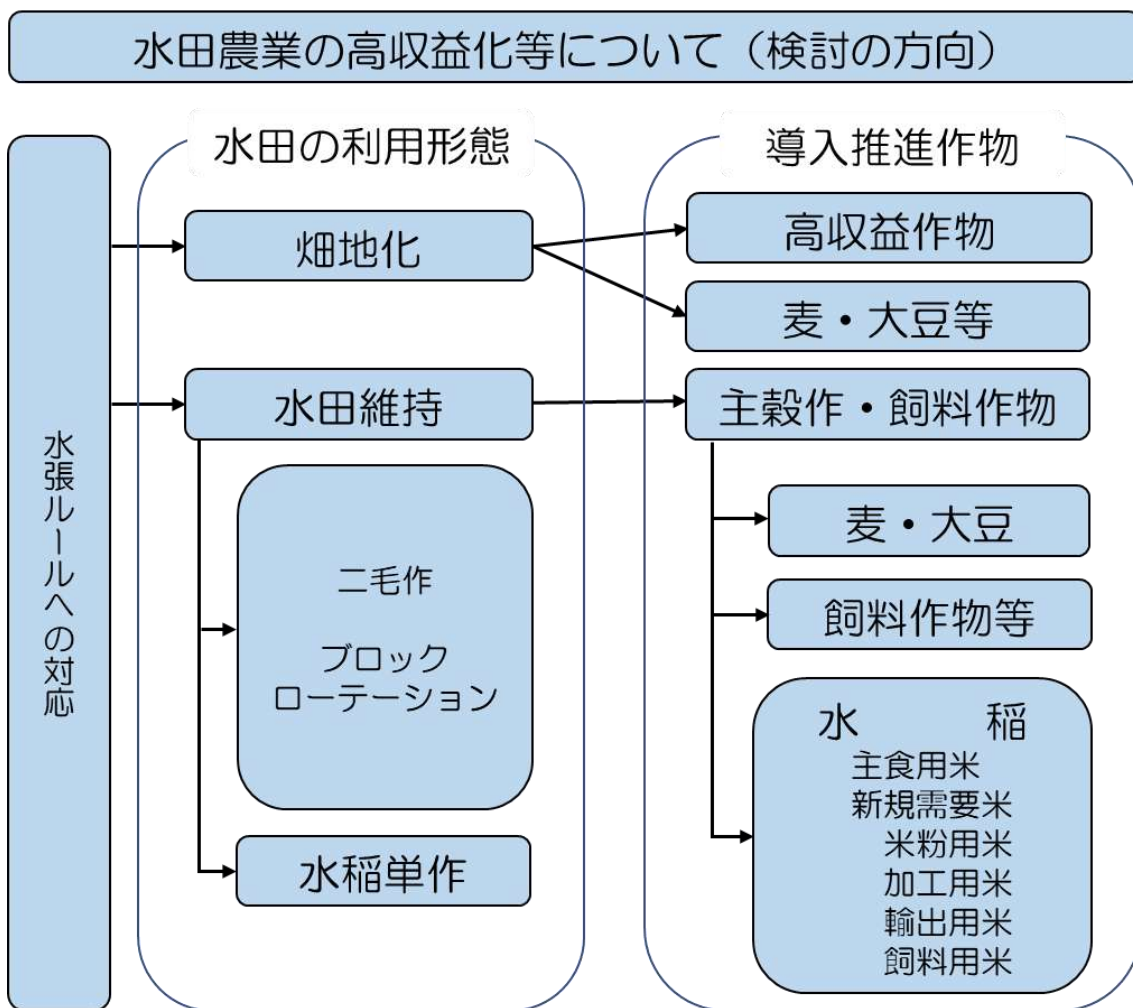 水田農業の高収益化等について（検討の方向）
水張ルールへの対応
水田の利用形態
畑地化
水田維持
二毛作
ブロック
ローテーション
水稲単作
導入推進作物
高収益作物
麦・大豆等
主穀作・飼料作物
麦・大豆
飼料作物等
水　　　稲
主食用米
新規需要米
米粉用米
加工用米
輸出用米
飼料用米